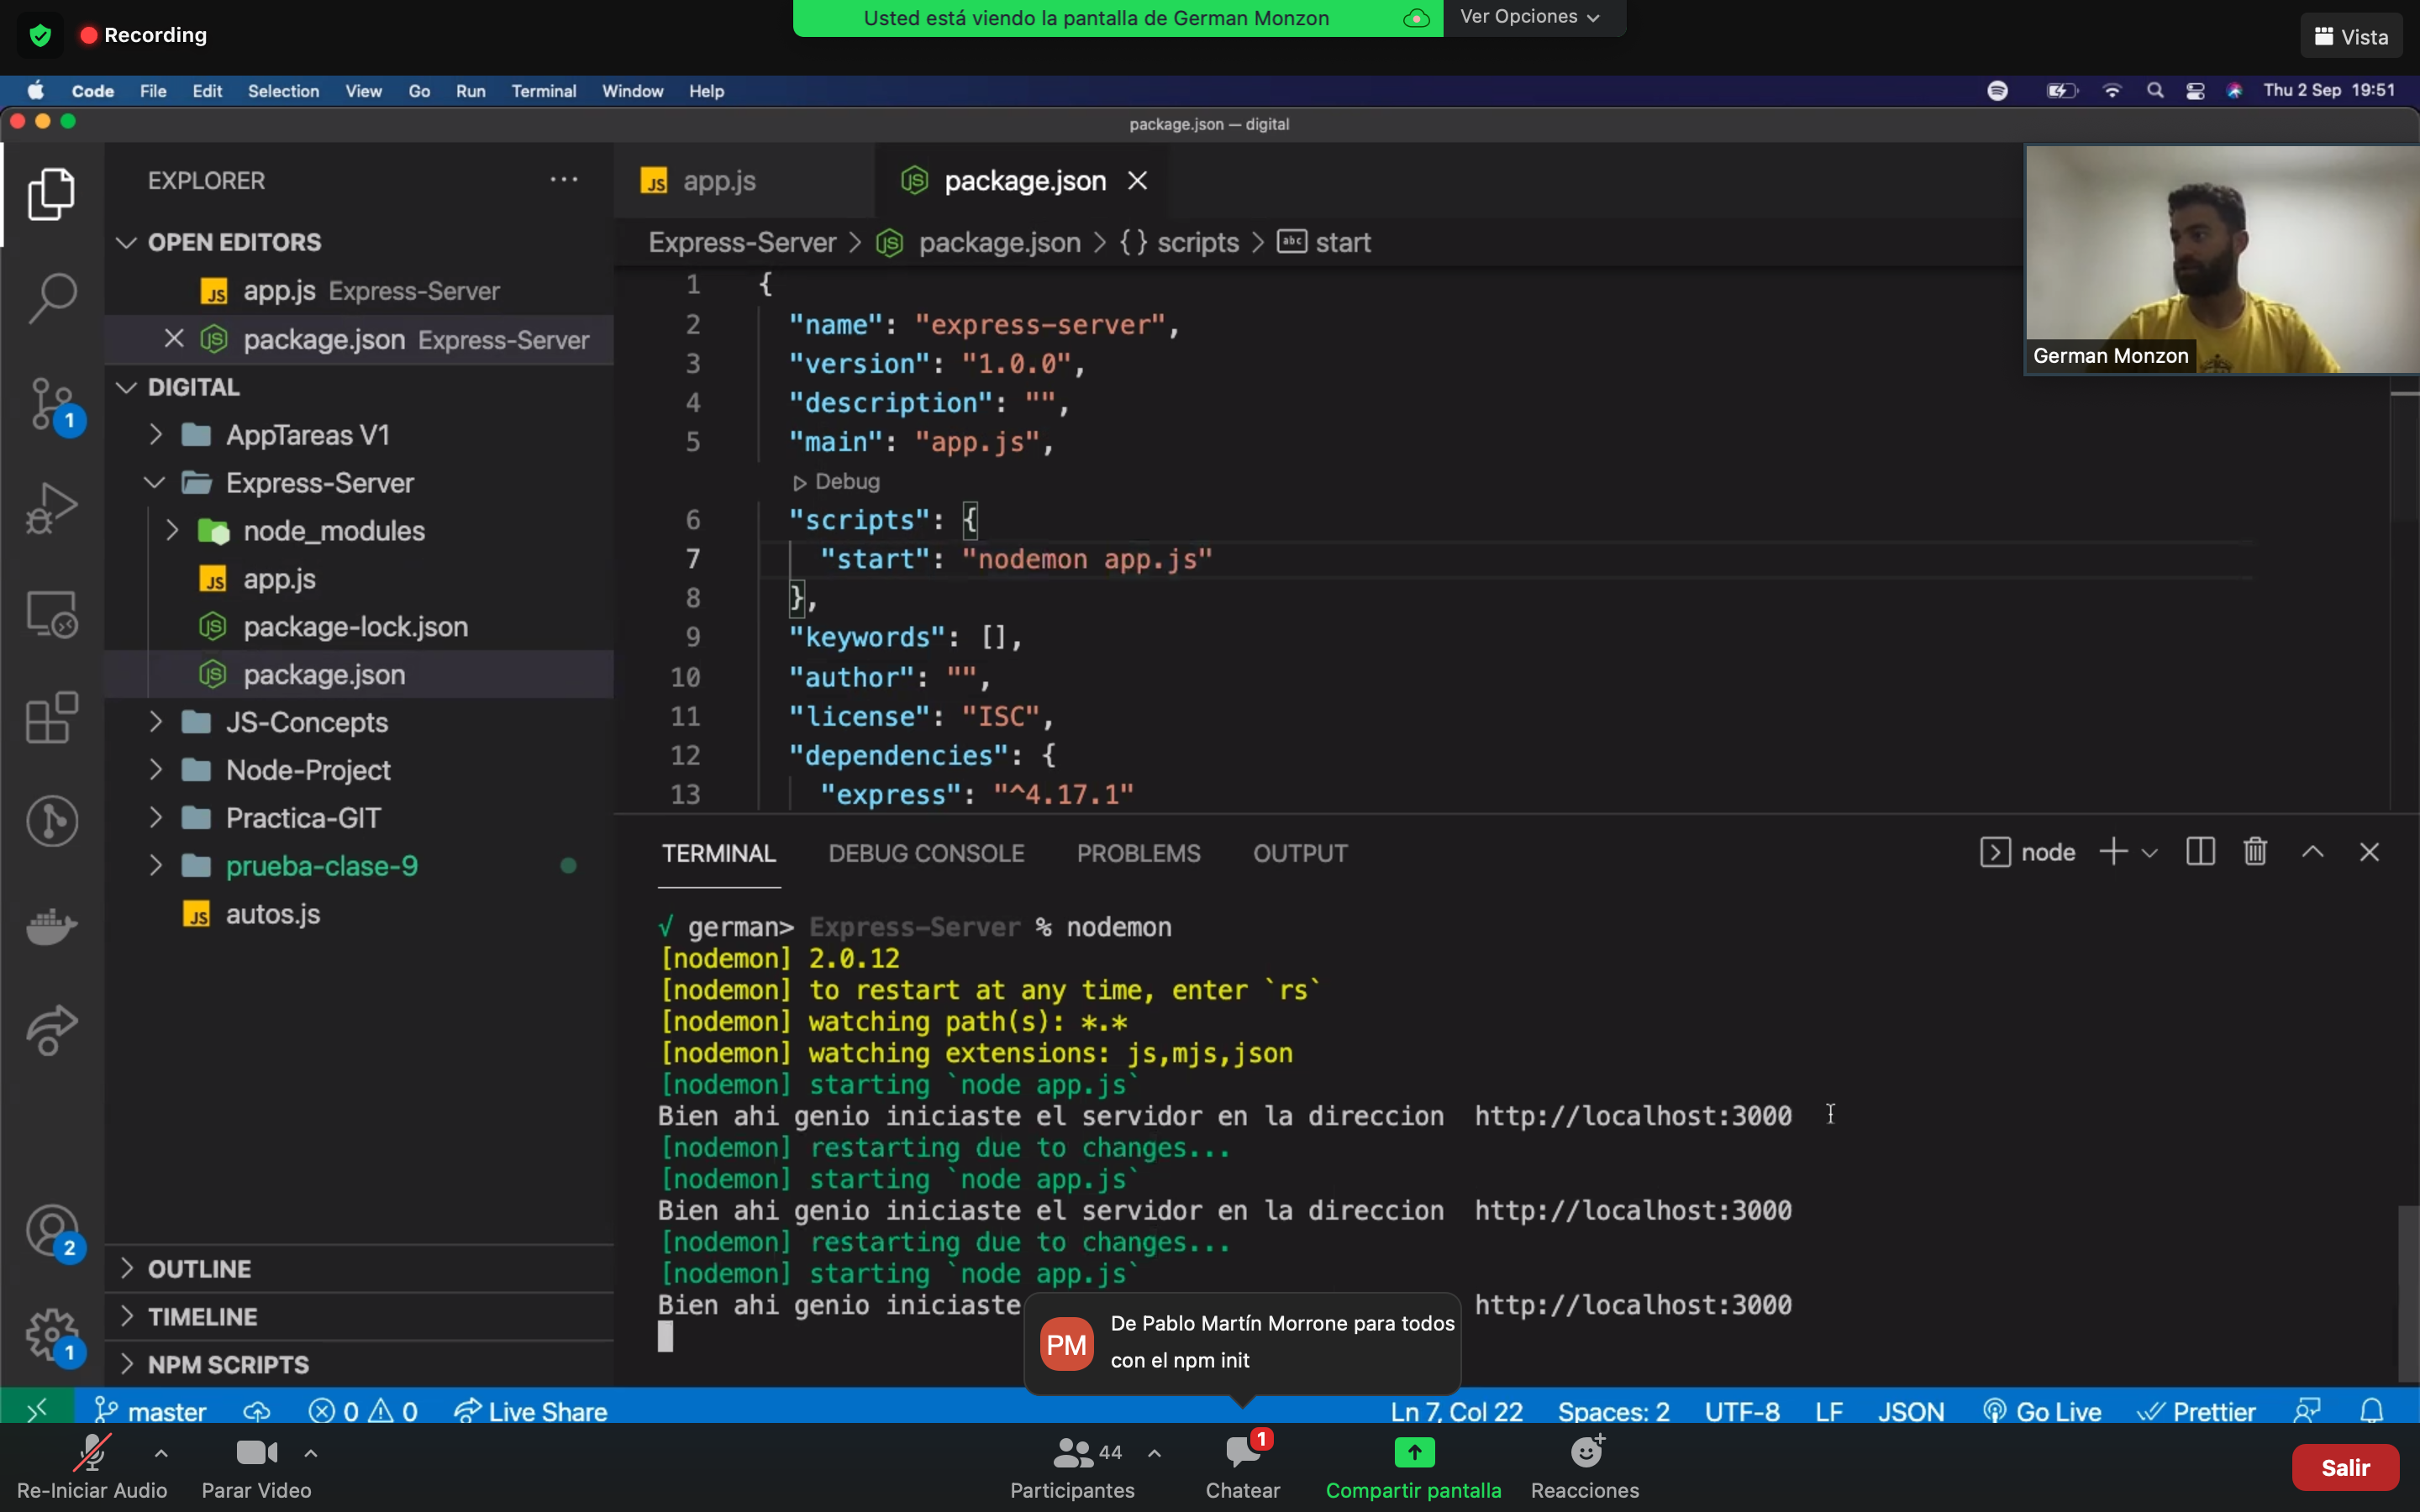 Recording
Usted está viendo la pantalla de German Monzon
Ver Opciones
Vista
Code File Edit Selection View Go Run Terminal Window Help
Thu 2 Sep 19:51
package.json — digital
EXPLORER
OPEN EDITORS
JS app.js Express-Server
package.json Express-Server
DIGITAL
AppTareas V1
Express-Server
node_modules
JS app.js
package-lock.json
package.json
JS-Concepts
Node-Project
Practica-GIT
prueba-clase-9
JS autos.js
OUTLINE
TIMELINE
NPM SCRIPTS
1
2
1
JS app.js
package.json
Express-Server > package.json > {} scripts > abc start
German Monzon
1 {
2 "name": "express-server",
3 "version": "1.0.0",
4 "description": "",
5 "main": "app.js",
Debug
6 "scripts": {
7 "start": "nodemon app.js"
8 },
9 "keywords": [],
10 "author": "",
11 "license": "ISC",
12 "dependencies": {
13 "express": "^4.17.1"
TERMINAL DEBUG CONSOLE PROBLEMS OUTPUT
node
√ german> Express-Server % nodemon
[nodemon] 2.0.12
[nodemon] to restart at any time, enter `rs`
[nodemon] watching path(s): *.*
[nodemon] watching extensions: js,mjs,json
[nodemon] starting `node app.js`
Bien ahi genio iniciaste el servidor en la direccion http://localhost:3000
[nodemon] restarting due to changes...
[nodemon] starting `node app.js`
Bien ahi genio iniciaste el servidor en la direccion http://localhost:3000
[nodemon] restarting due to changes...
[nodemon] starting `node app.js`
Bien ahi genio iniciaste http://localhost:3000
PM De Pablo Martín Morrone para todos
con el npm init
master 0 0 Live Share
Ln 7, Col 22 Spaces: 2 UTF-8 LF JSON Go Live Prettier
Re-Iniciar Audio
Parar Video
44
Participantes
1
Chatear
Compartir pantalla
Reacciones
Salir